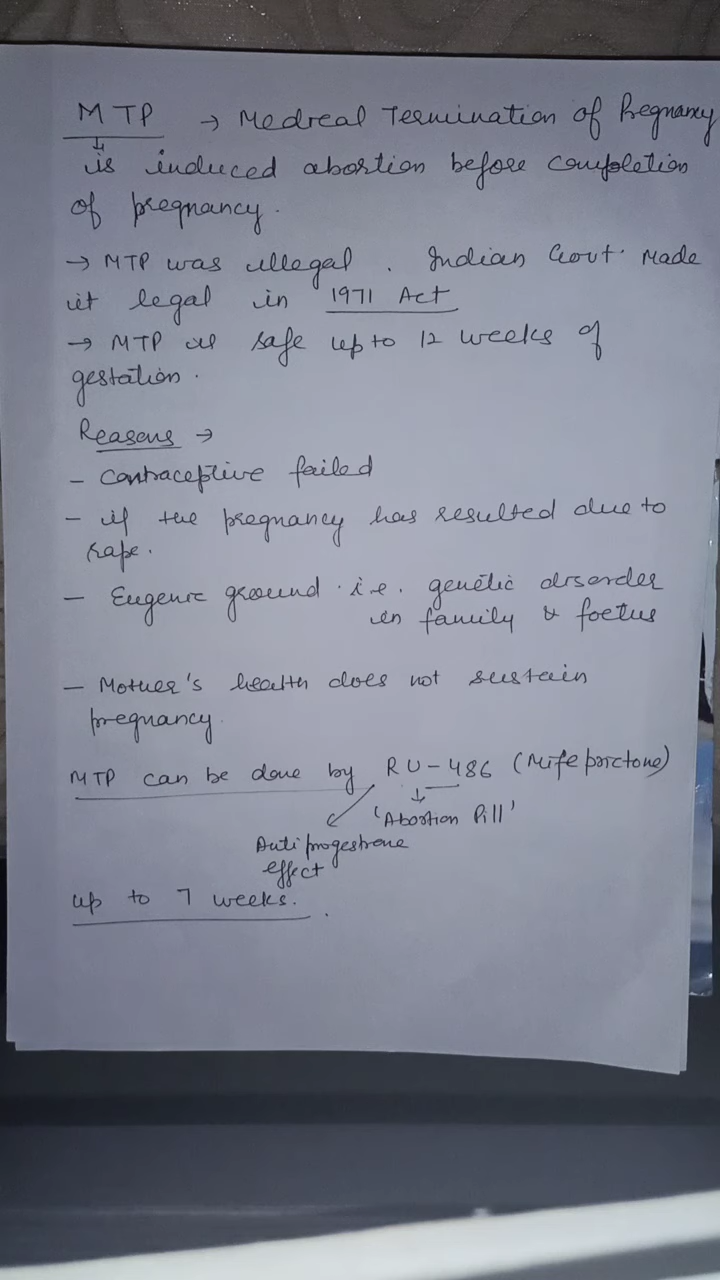 MTP → Medical Termination of Pregnancy
↓
is induced abortion before completion
of pregnancy.
→ MTP was illegal. Indian Govt. Made
it legal in 1971 Act
→ MTP is safe up to 12 weeks of
gestation.
Reasons →
- Contraceptive failed
- if the pregnancy has resulted due to
rape.
- Eugenic ground. i.e. genetic disorder
in family & foetus
- Mother's health does not sustain
pregnancy.
MTP can be done by RU-486 (Mifepristone)
↓
'Abortion Pill'
Anti progestrone
effect
up to 7 weeks.